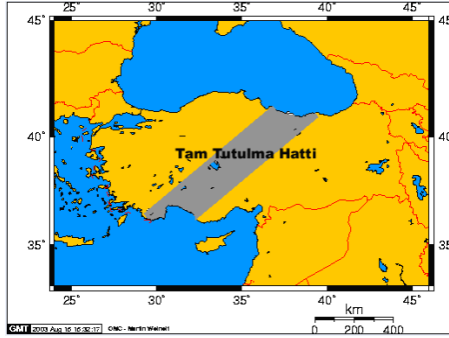 25° 30° 35° 40° 45°
45° 45°
Tam Tutulma Hatti
40° 40°
35° 35°
25° 30° 35° 40° 45°
km
GMT 2003 Aug 16 16:32:17 OMC - Martin Weinelt
0 200 400